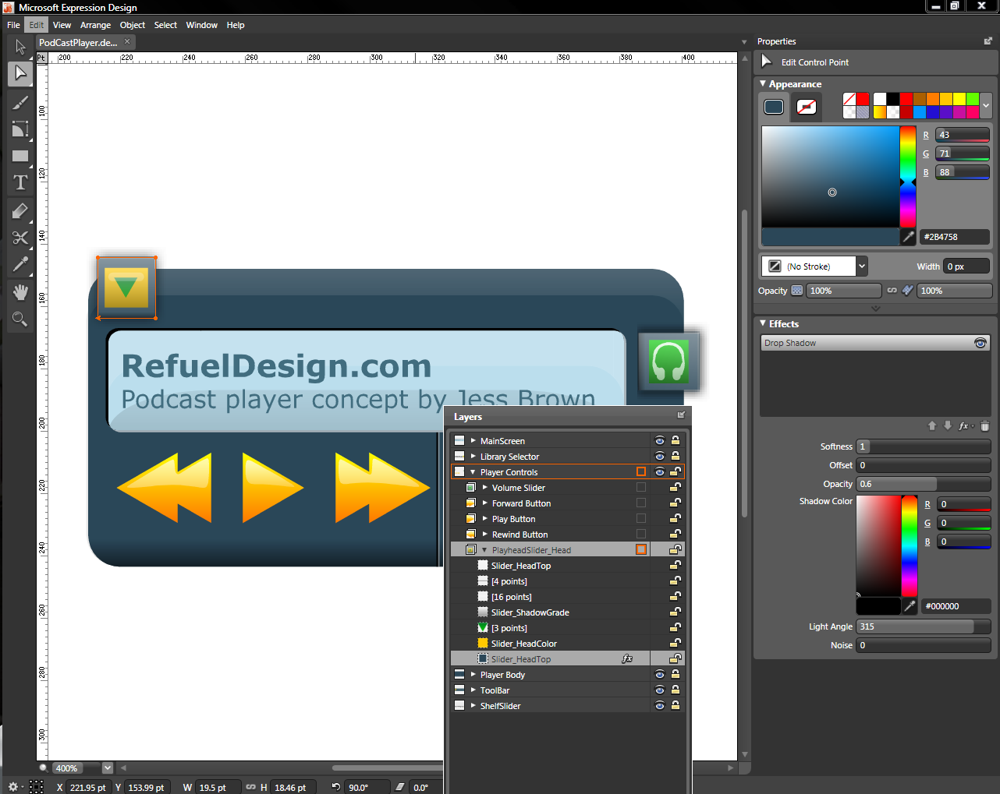 Microsoft Expression Design
File Edit View Arrange Object Select Window Help
PodCastPlayer.de... ×
Pt 200 220 240 260 280 300 320 340 360 380 400
100
120
140
160
180
200
220
240
260
280
300
RefuelDesign.com
Podcast player concept by Jess Brown
Layers
MainScreen
Library Selector
Player Controls
Volume Slider
Forward Button
Play Button
Rewind Button
PlayheadSlider_Head
Slider_HeadTop
[4 points]
[16 points]
Slider_ShadowGrade
[3 points]
Slider_HeadColor
Slider_HeadTop fx
Player Body
ToolBar
ShelfSlider
400%
X 221.95 pt Y 153.99 pt W 19.5 pt H 18.46 pt 90.0° 0.0°
Properties
Edit Control Point
Appearance
R 43
G 71
B 88
#2B4758
(No Stroke) Width 0 px
Opacity 100% 100%
Effects
Drop Shadow
fx
Softness 1
Offset 0
Opacity 0.6
Shadow Color
R 0
G 0
B 0
#000000
Light Angle 315
Noise 0